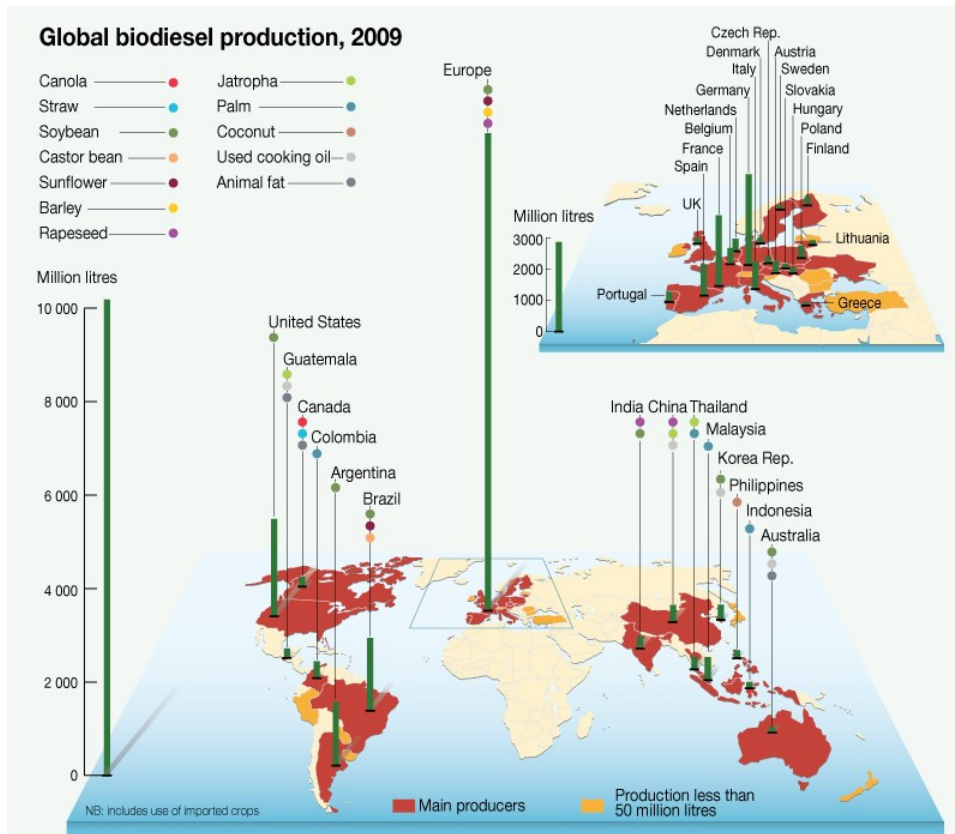 Global biodiesel production, 2009
Canola
Straw
Soybean
Castor bean
Sunflower
Barley
Rapeseed
Jatropha
Palm
Coconut
Used cooking oil
Animal fat
Million litres
10 000
8 000
6 000
4 000
2 000
0
United States
Guatemala
Canada
Colombia
Argentina
Brazil
Europe
Million litres
3000
2000
1000
0
Czech Rep.
Denmark
Austria
Italy
Sweden
Germany
Slovakia
Netherlands
Hungary
Belgium
Poland
France
Finland
Spain
UK
Lithuania
Portugal
Greece
India
China
Thailand
Malaysia
Korea Rep.
Philippines
Indonesia
Australia
NB: includes use of imported crops
Main producers
Production less than
50 million litres